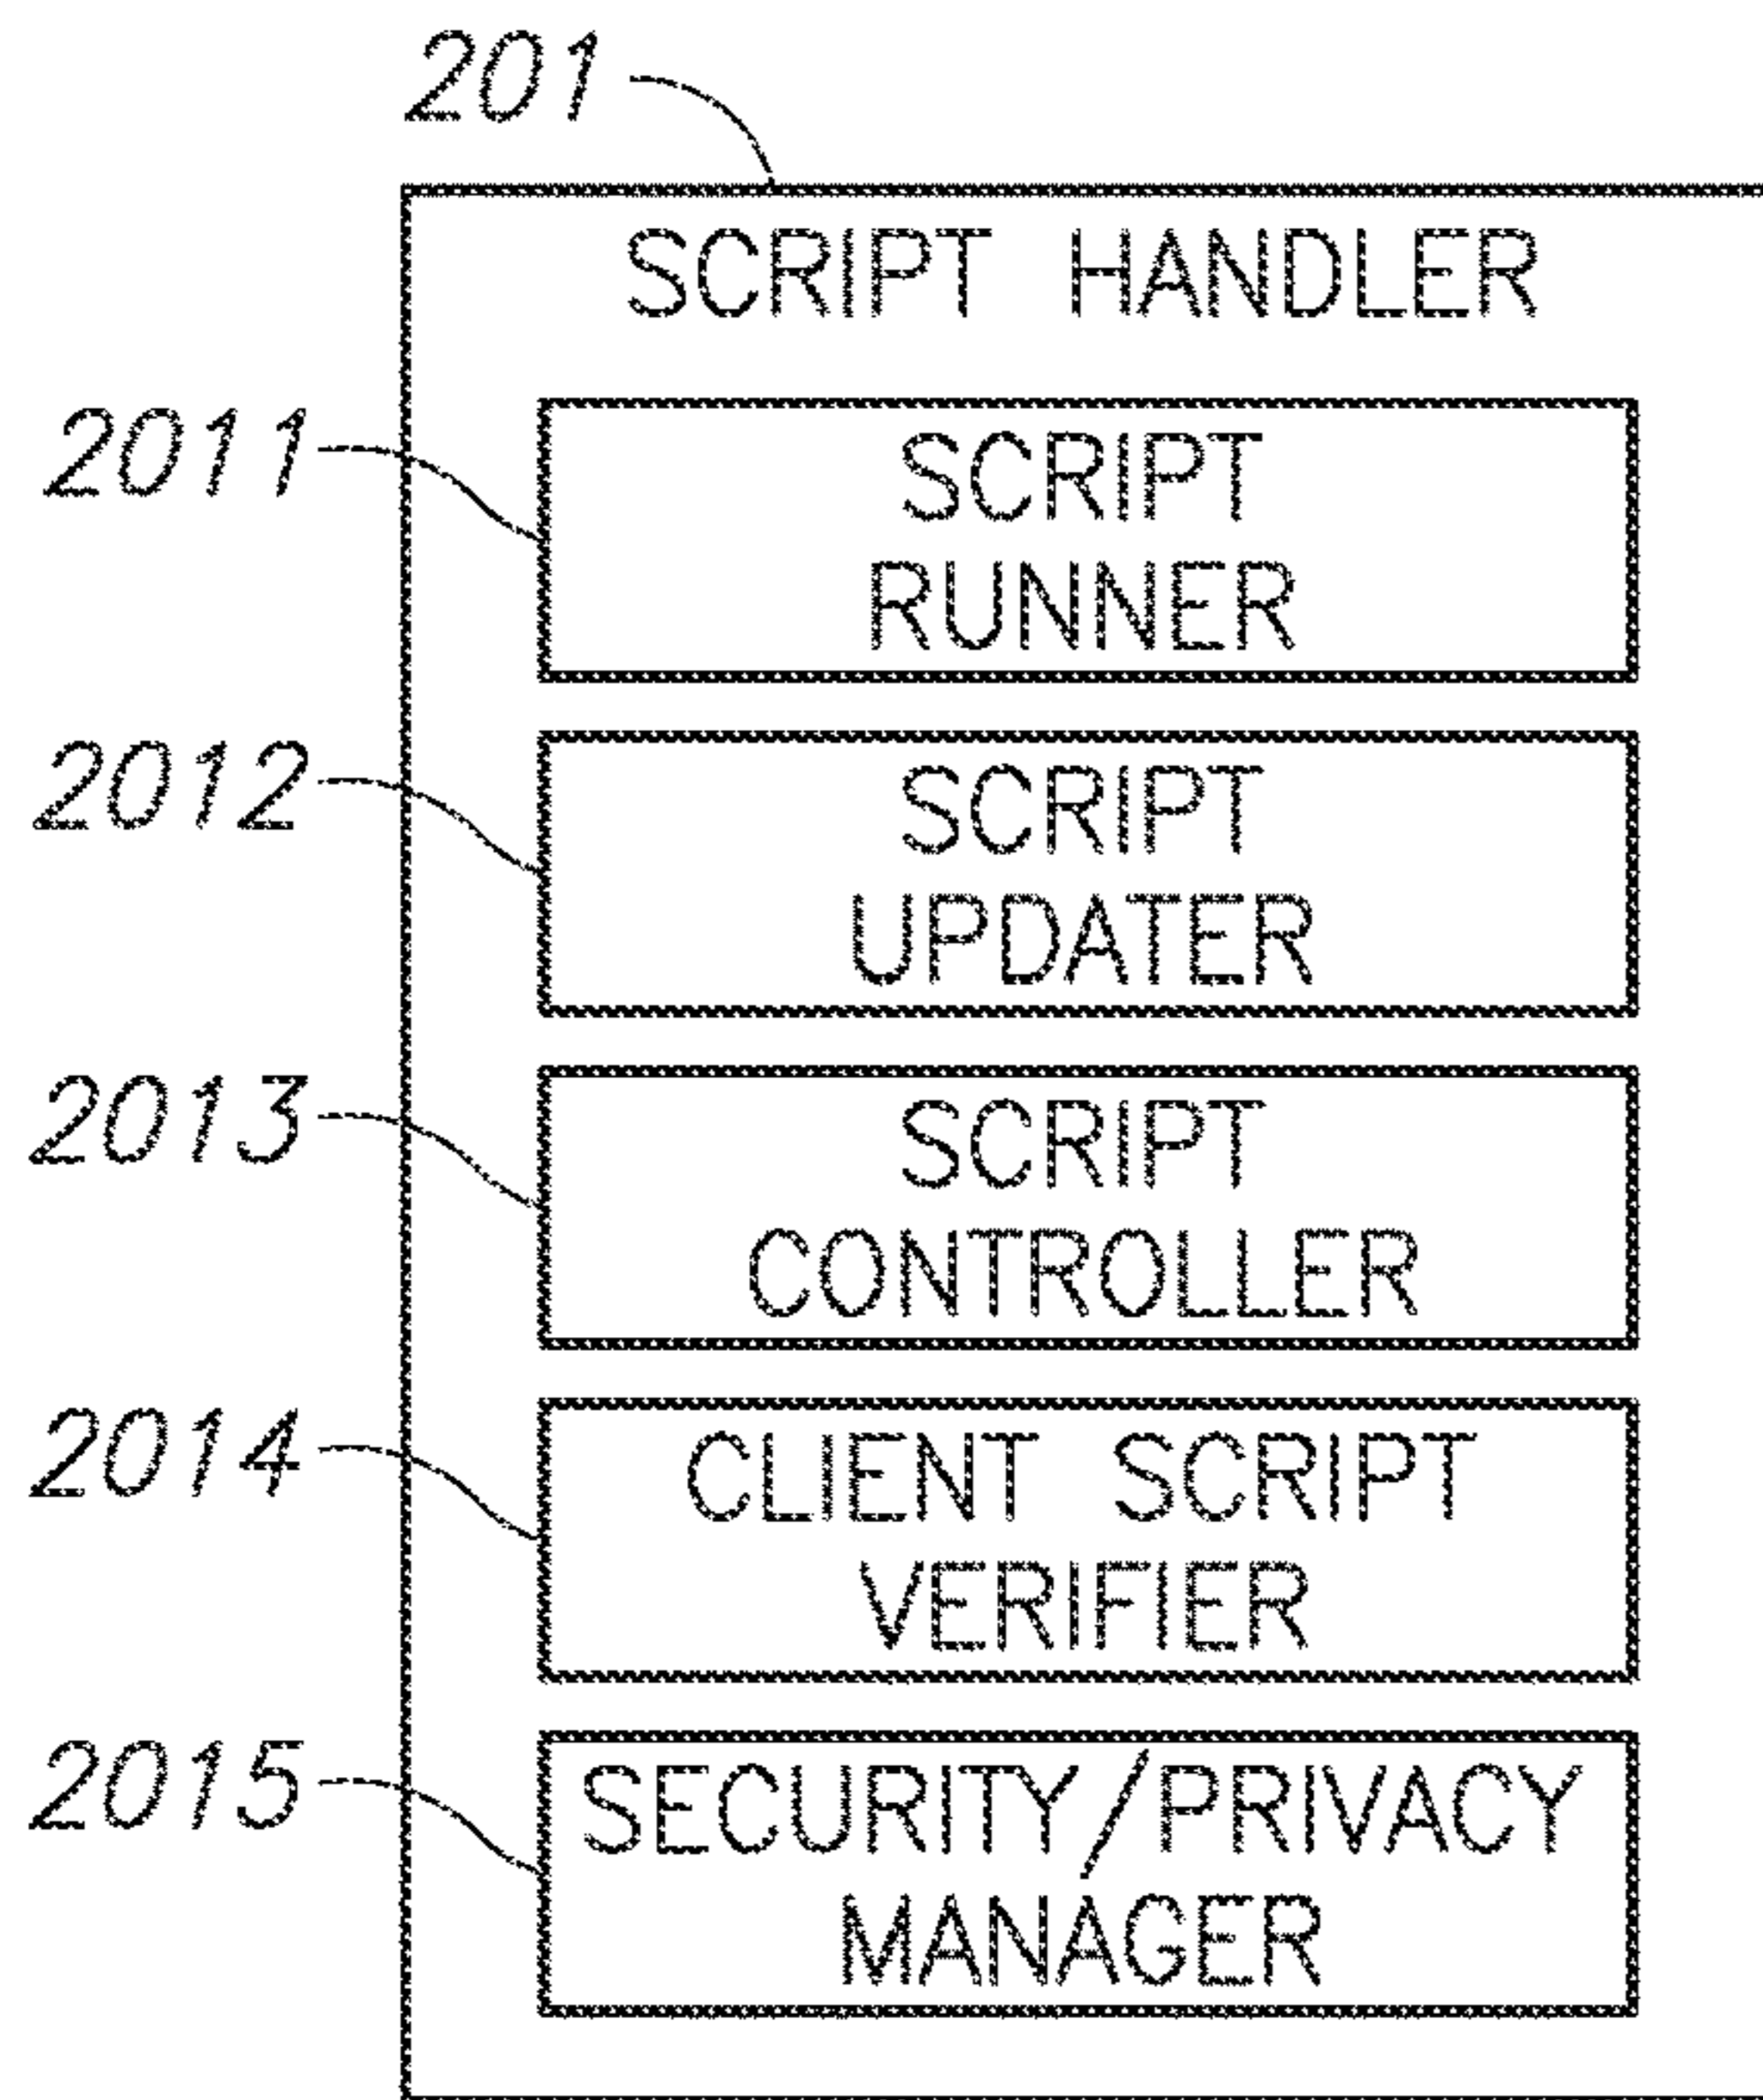 201
SCRIPT HANDLER
2011
SCRIPT
RUNNER
2012
SCRIPT
UPDATER
2013
SCRIPT
CONTROLLER
2014
CLIENT SCRIPT
VERIFIER
2015
SECURITY/PRIVACY
MANAGER